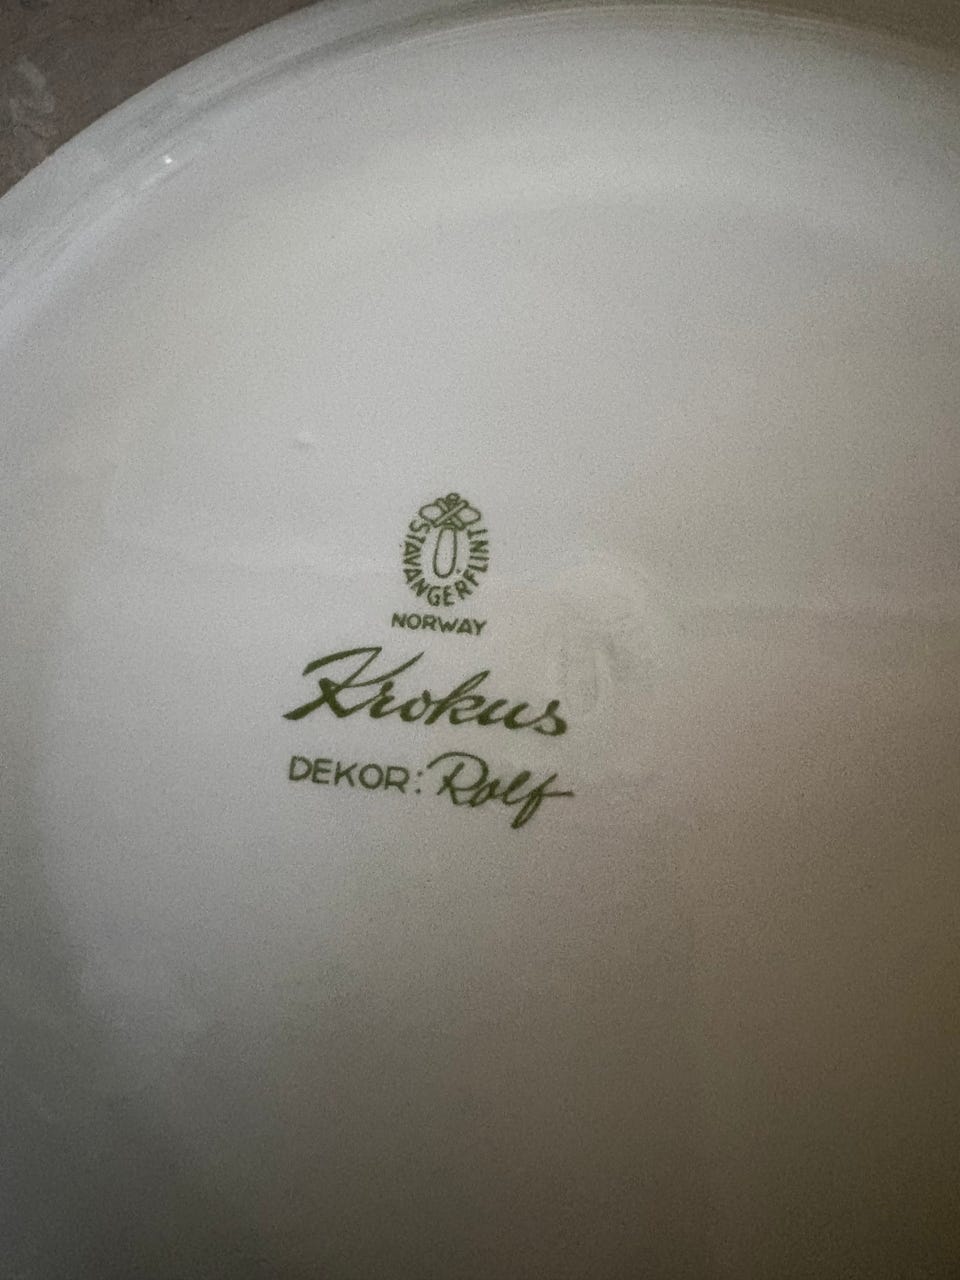 STAVANGERFLINT
NORWAY
Krokus
DEKOR: Rolf